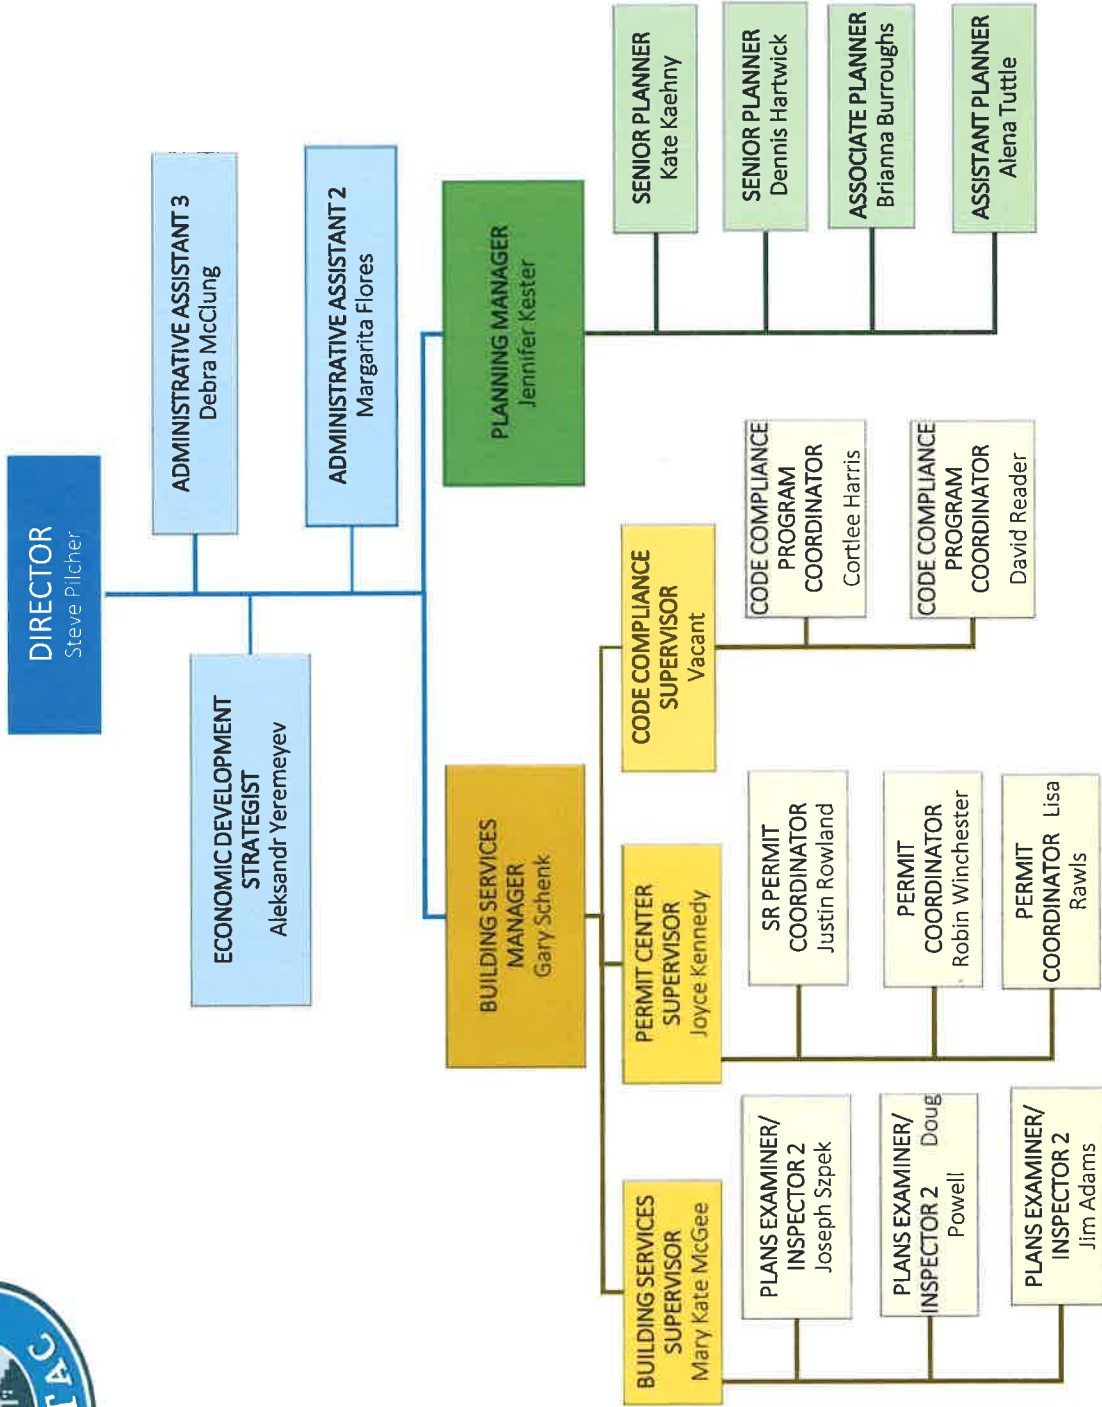 DIRECTOR
Steve Pilcher
ADMINISTRATIVE ASSISTANT 3
Debra McClung
ECONOMIC DEVELOPMENT
STRATEGIST
Aleksandr Yeremeyev
ADMINISTRATIVE ASSISTANT 2
Margarita Flores
BUILDING SERVICES
MANAGER
Gary Schenk
PLANNING MANAGER
Jennifer Kester
BUILDING SERVICES
SUPERVISOR
Mary Kate McGee
PLANS EXAMINER/
INSPECTOR 2
Joseph Szpek
PLANS EXAMINER/
INSPECTOR 2 Doug
Powell
PLANS EXAMINER/
INSPECTOR 2
Jim Adams
PERMIT CENTER
SUPERVISOR
Joyce Kennedy
SR PERMIT
COORDINATOR
Justin Rowland
PERMIT
COORDINATOR
Robin Winchester
PERMIT
COORDINATOR Lisa
Rawls
CODE COMPLIANCE
SUPERVISOR
Vacant
CODE COMPLIANCE
PROGRAM
COORDINATOR
Cortlee Harris
CODE COMPLIANCE
PROGRAM
COORDINATOR
David Reader
SENIOR PLANNER
Kate Kaehny
SENIOR PLANNER
Dennis Hartwick
ASSOCIATE PLANNER
Brianna Burroughs
ASSISTANT PLANNER
Alena Tuttle